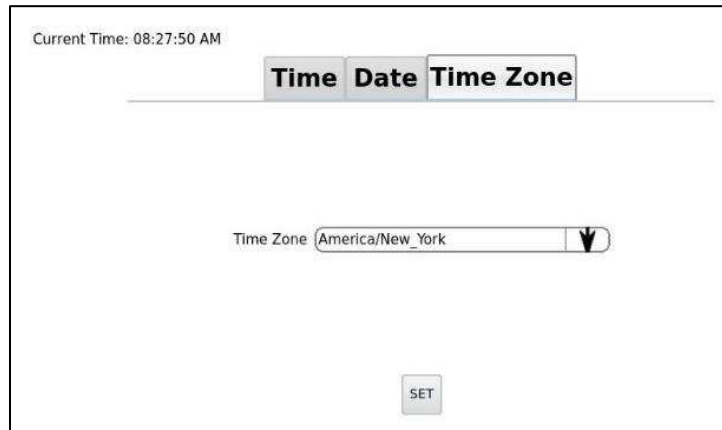 Current Time: 08:27:50 AM
Time Date Time Zone
Time Zone America/New_York
SET